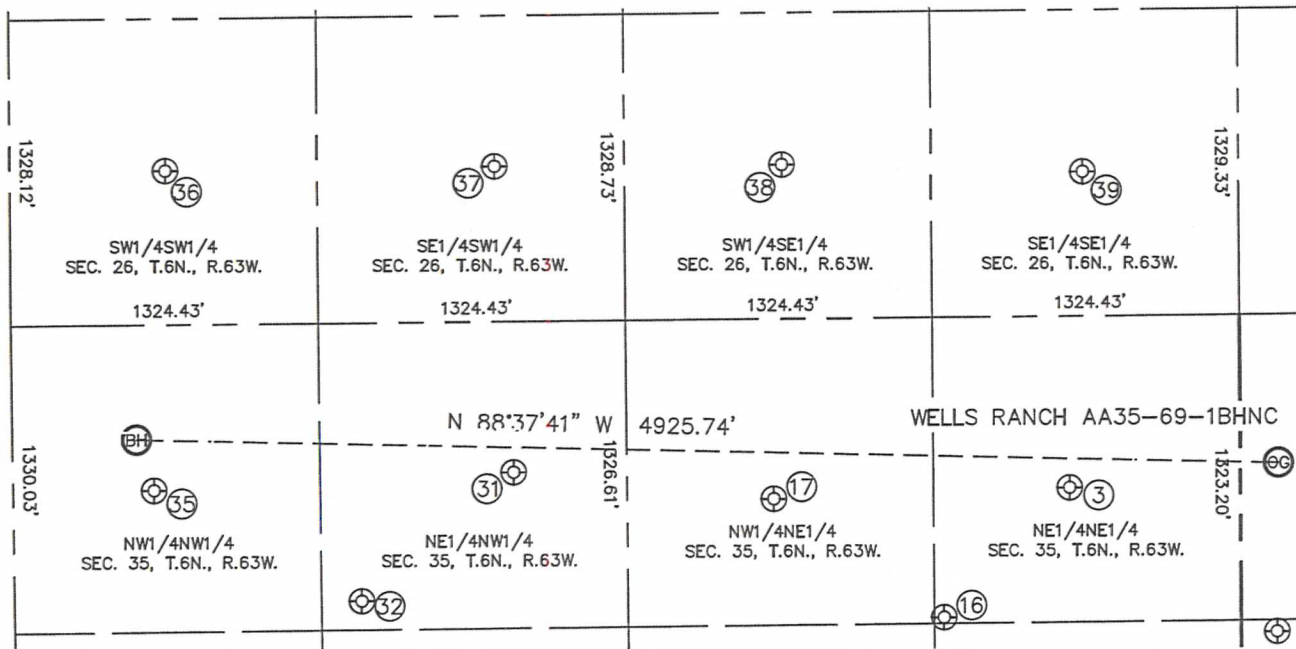 1328.12'
36
SW1/4SW1/4
SEC. 26, T.6N., R.63W.
1324.43'
37
SE1/4SW1/4
SEC. 26, T.6N., R.63W.
1324.43'
1328.73'
38
SW1/4SE1/4
SEC. 26, T.6N., R.63W.
1324.43'
39
SE1/4SE1/4
SEC. 26, T.6N., R.63W.
1324.43'
1329.33'
N 88°37'41" W 4925.74'
WELLS RANCH AA35-69-1BHNC
BH
OG
1330.03'
35
NW1/4NW1/4
SEC. 35, T.6N., R.63W.
31
NE1/4NW1/4
SEC. 35, T.6N., R.63W.
32
1326.61'
17
NW1/4NE1/4
SEC. 35, T.6N., R.63W.
3
NE1/4NE1/4
SEC. 35, T.6N., R.63W.
16
1323.20'